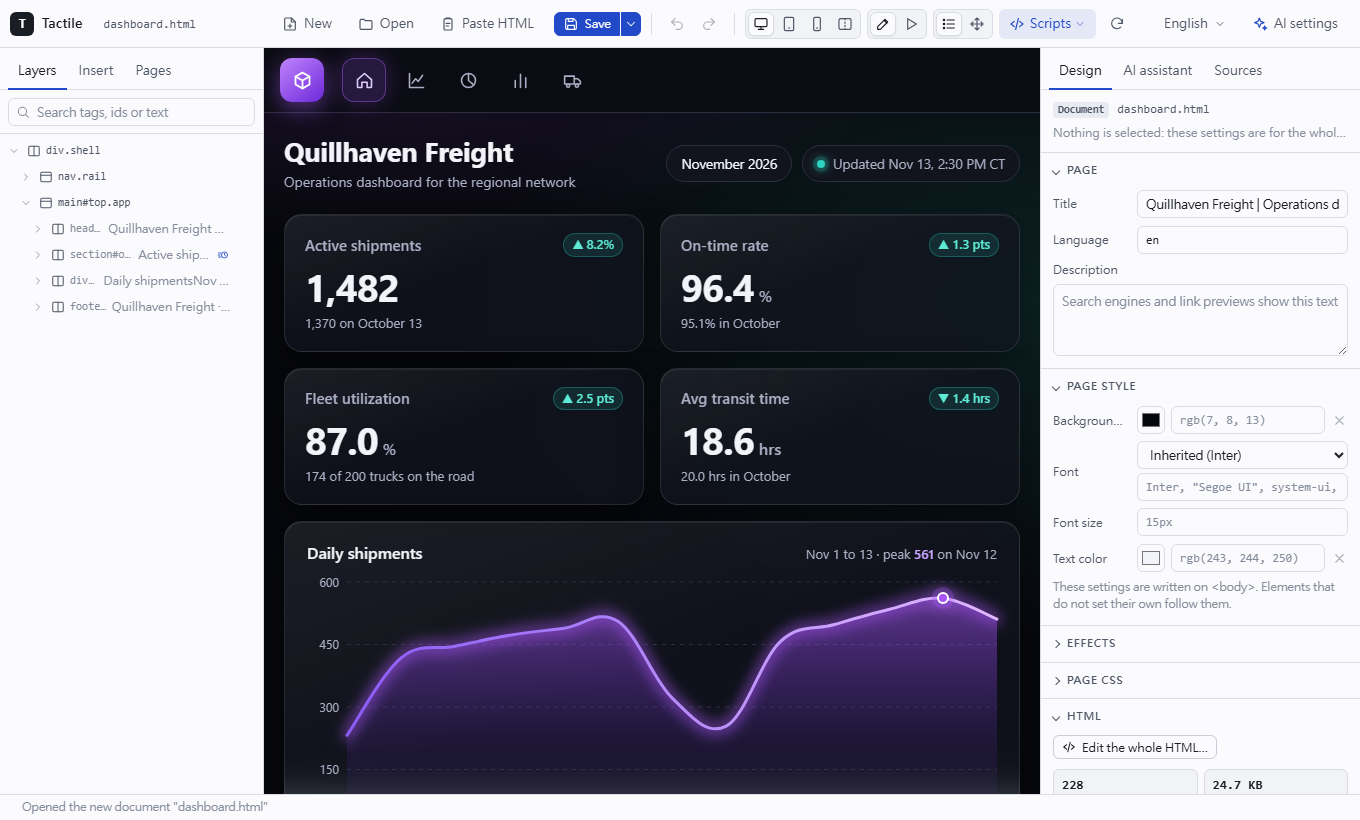 T Tactile dashboard.html New Open Paste HTML Save Scripts English AI settings
Layers Insert Pages
Search tags, ids or text
div.shell
nav.rail
main#top.app
head… Quillhaven Freight …
section#o… Active ship…
div… Daily shipmentsNov …
foote… Quillhaven Freight ·…
Quillhaven Freight
Operations dashboard for the regional network
November 2026
Updated Nov 13, 2:30 PM CT
Active shipments
▲ 8.2%
1,482
1,370 on October 13
On-time rate
▲ 1.3 pts
96.4 %
95.1% in October
Fleet utilization
▲ 2.5 pts
87.0 %
174 of 200 trucks on the road
Avg transit time
▼ 1.4 hrs
18.6 hrs
20.0 hrs in October
Daily shipments
Nov 1 to 13 · peak 561 on Nov 12
600
450
300
150
Design AI assistant Sources
Document dashboard.html
Nothing is selected: these settings are for the whol…
PAGE
Title Quillhaven Freight | Operations d
Language en
Description
Search engines and link previews show this text
PAGE STYLE
Backgroun… rgb(7, 8, 13)
Font Inherited (Inter)
Inter, "Segoe UI", system-ui,
Font size 15px
Text color rgb(243, 244, 250)
These settings are written on <body>. Elements that
do not set their own follow them.
EFFECTS
PAGE CSS
HTML
Edit the whole HTML…
228 24.7 KB
Opened the new document "dashboard.html"